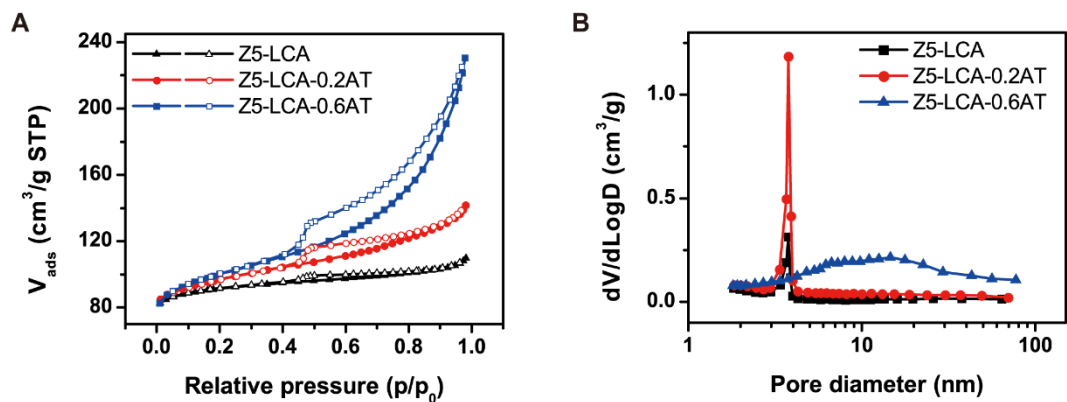 A
240
200
160
120
80
V_ads (cm³/g STP)
Z5-LCA
Z5-LCA-0.2AT
Z5-LCA-0.6AT
0.0 0.2 0.4 0.6 0.8 1.0
Relative pressure (p/p₀)
B
1.0
0.5
0.0
dV/dLogD (cm³/g)
Z5-LCA
Z5-LCA-0.2AT
Z5-LCA-0.6AT
1 10 100
Pore diameter (nm)